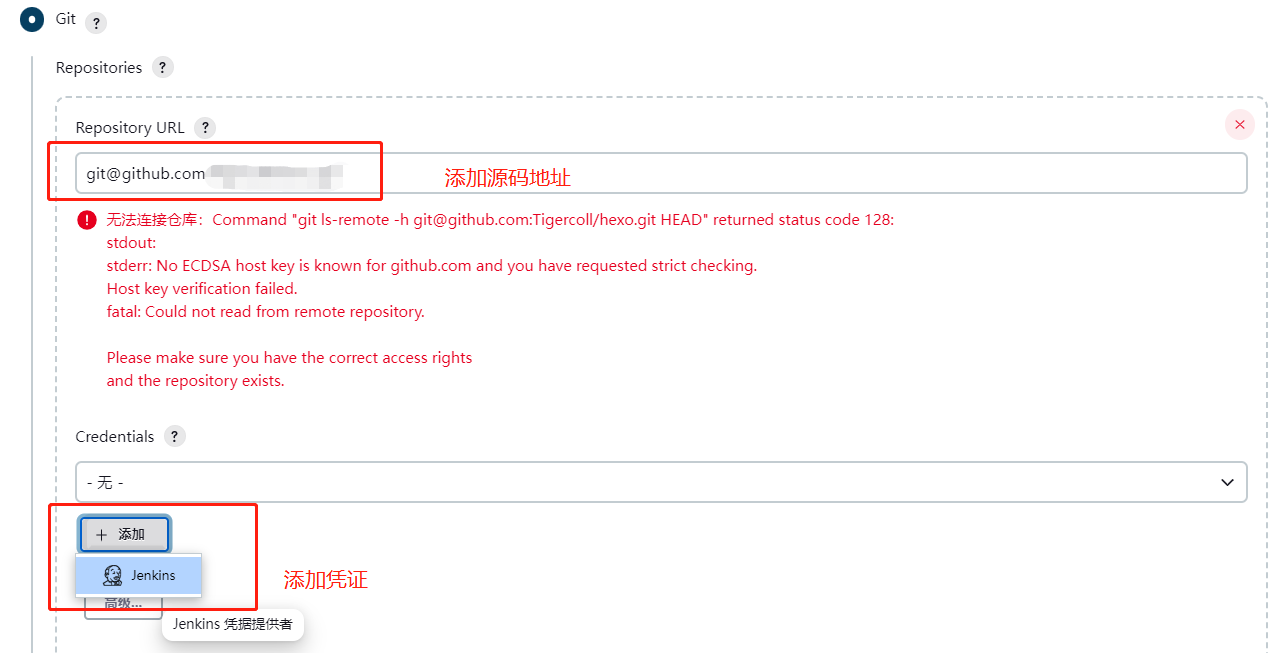 Git ?
Repositories ?
Repository URL ?
git@github.com
添加源码地址
无法连接仓库：Command "git ls-remote -h git@github.com:Tigercoll/hexo.git HEAD" returned status code 128:
stdout:
stderr: No ECDSA host key is known for github.com and you have requested strict checking.
Host key verification failed.
fatal: Could not read from remote repository.
Please make sure you have the correct access rights
and the repository exists.
Credentials ?
- 无 -
+ 添加
Jenkins
添加凭证
高级...
Jenkins 凭据提供者